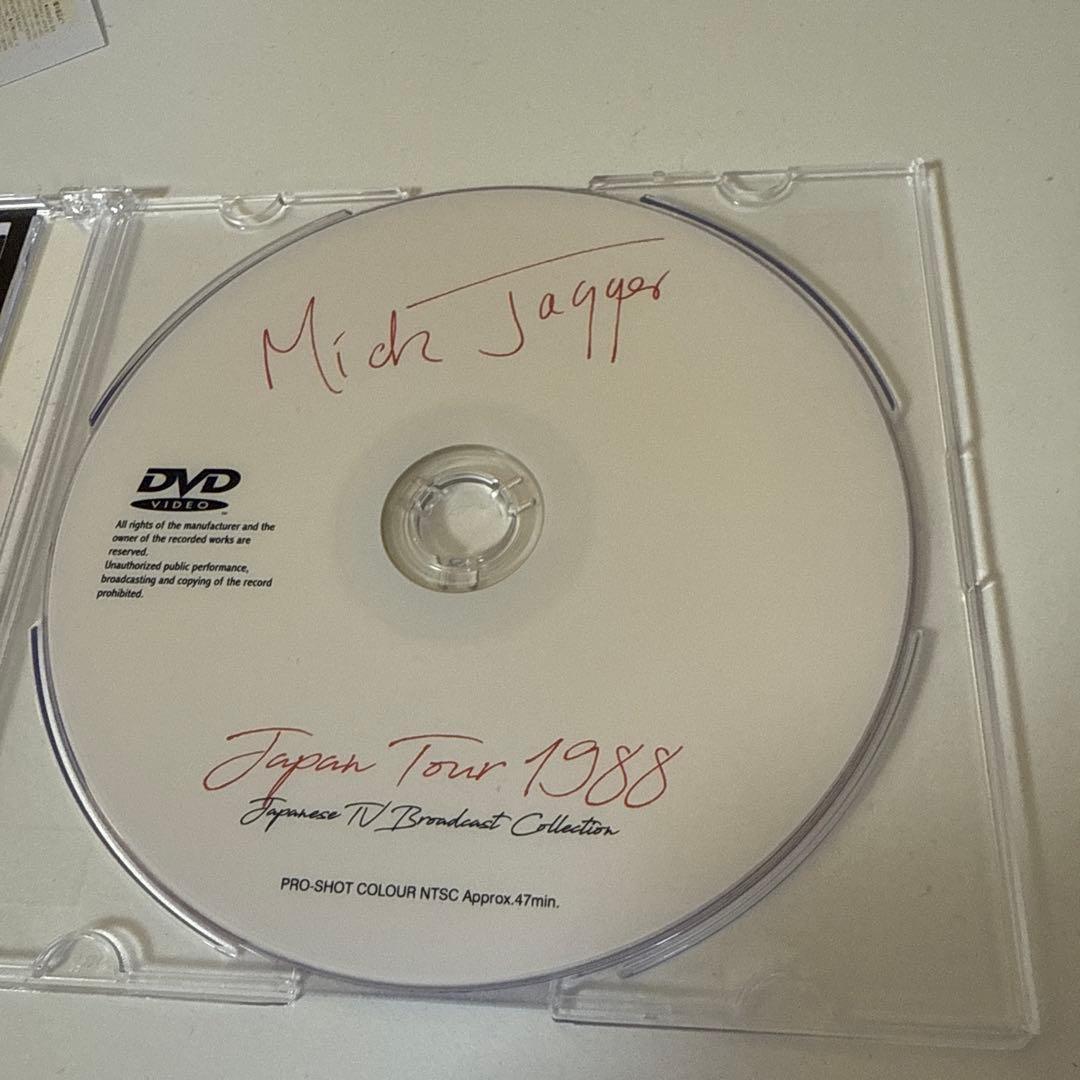 Mick Jagger
DVD
VIDEO
All rights of the manufacturer and the
owner of the recorded works are
reserved.
Unauthorized public performance,
broadcasting and copying of the record
prohibited.
Japan Tour 1988
Japanese TV Broadcast Collection
PRO-SHOT COLOUR NTSC Approx.47min.